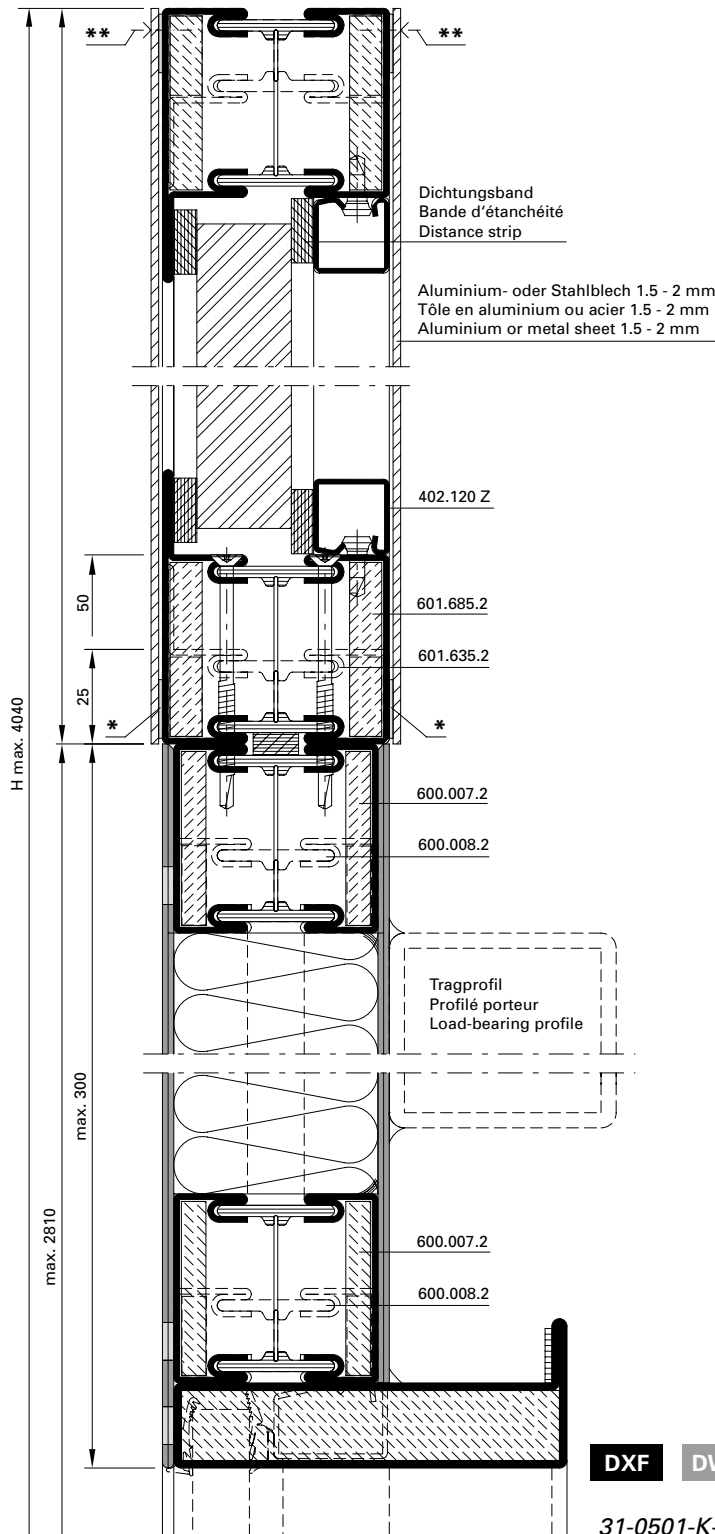 ** **
Dichtungsband
Bande d'étanchéité
Distance strip
Aluminium- oder Stahlblech 1.5 - 2 mm
Tôle en aluminium ou acier 1.5 - 2 mm
Aluminium or metal sheet 1.5 - 2 mm
402.120 Z
50
601.685.2
601.635.2
25
* *
H max. 4040
600.007.2
600.008.2
Tragprofil
Profilé porteur
Load-bearing profile
max. 300
max. 2810
600.007.2
600.008.2
DXF
31-0501-K-